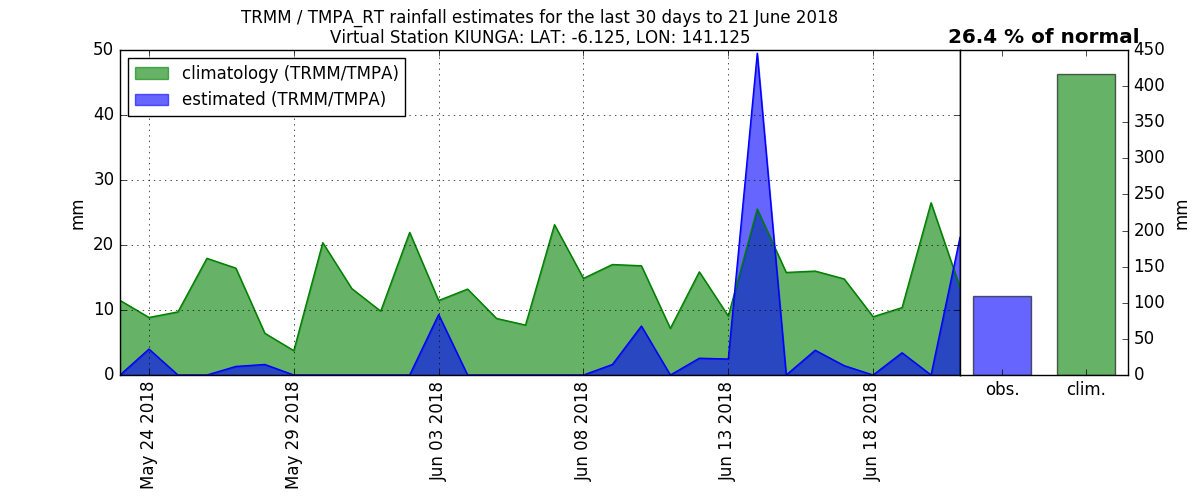 TRMM / TMPA_RT rainfall estimates for the last 30 days to 21 June 2018
Virtual Station KIUNGA: LAT: -6.125, LON: 141.125
26.4 % of normal
climatology (TRMM/TMPA)
estimated (TRMM/TMPA)
50
40
30
20
10
0
mm
May 24 2018
May 29 2018
Jun 03 2018
Jun 08 2018
Jun 13 2018
Jun 18 2018
obs.
clim.
450
400
350
300
250
200
150
100
50
0
mm